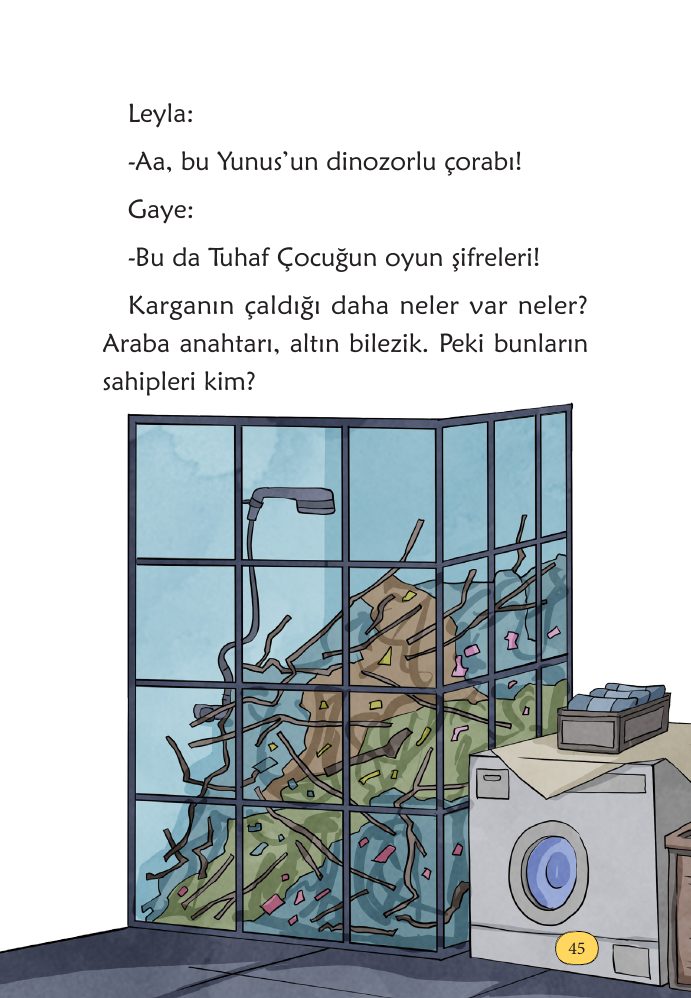 Leyla:
-Aa, bu Yunus’un dinozorlu çorabı!
Gaye:
-Bu da Tuhaf Çocuğun oyun şifreleri!
Karganın çaldığı daha neler var neler?
Araba anahtarı, altın bilezik. Peki bunların
sahipleri kim?
45